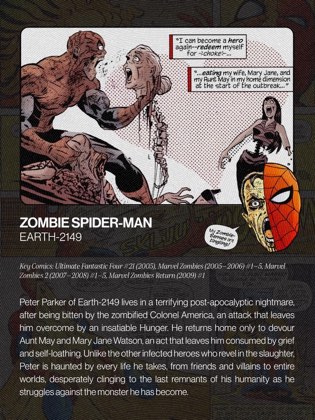 "I can become a hero
again--redeem myself
for --choke!--...
"...eating my wife, Mary Jane, and
my Aunt May in my home dimension
at the start of the outbreak..."
ZOMBIE SPIDER-MAN
EARTH-2149
My Zombie-
Senses are
tingling!
Key Comics: Ultimate Fantastic Four #21 (2005), Marvel Zombies (2005–2006) #1–5, Marvel
Zombies 2 (2007–2008) #1–5, Marvel Zombies Return (2009) #1
Peter Parker of Earth-2149 lives in a terrifying post-apocalyptic nightmare,
after being bitten by the zombified Colonel America, an attack that leaves
him overcome by an insatiable Hunger. He returns home only to devour
Aunt May and Mary Jane Watson, an act that leaves him consumed by grief
and self-loathing. Unlike the other infected heroes who revel in the slaughter,
Peter is haunted by every life he takes, from friends and villains to entire
worlds, desperately clinging to the last remnants of his humanity as he
struggles against the monster he has become.